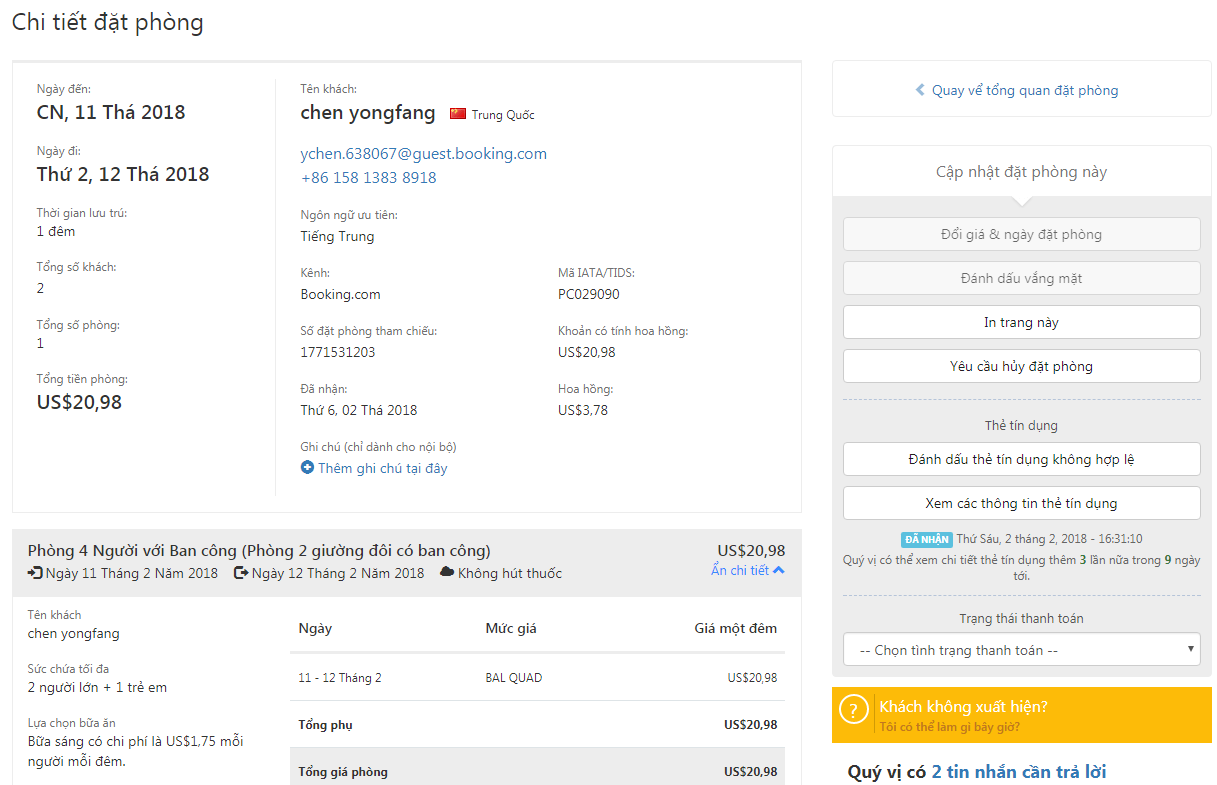 Chi tiết đặt phòng
Ngày đến:
CN, 11 Thá 2018
Ngày đi:
Thứ 2, 12 Thá 2018
Thời gian lưu trú:
1 đêm
Tổng số khách:
2
Tổng số phòng:
1
Tổng tiền phòng:
US$20,98
Tên khách:
chen yongfang Trung Quốc
ychen.638067@guest.booking.com
+86 158 1383 8918
Ngôn ngữ ưu tiên:
Tiếng Trung
Kênh:
Booking.com
Mã IATA/TIDS:
PC029090
Số đặt phòng tham chiếu:
1771531203
Khoản có tính hoa hồng:
US$20,98
Đã nhận:
Thứ 6, 02 Thá 2018
Hoa hồng:
US$3,78
Ghi chú (chỉ dành cho nội bộ)
Thêm ghi chú tại đây
Phòng 4 Người với Ban công (Phòng 2 giường đôi có ban công)
US$20,98
Ngày 11 Tháng 2 Năm 2018 Ngày 12 Tháng 2 Năm 2018 Không hút thuốc
Ẩn chi tiết
Tên khách
chen yongfang
Sức chứa tối đa
2 người lớn + 1 trẻ em
Lựa chọn bữa ăn
Bữa sáng có chi phí là US$1,75 mỗi
người mỗi đêm.
Ngày Mức giá Giá một đêm
11 - 12 Tháng 2 BAL QUAD US$20,98
Tổng phụ US$20,98
Tổng giá phòng US$20,98
Quay về tổng quan đặt phòng
Cập nhật đặt phòng này
Đổi giá & ngày đặt phòng
Đánh dấu vắng mặt
In trang này
Yêu cầu hủy đặt phòng
Thẻ tín dụng
Đánh dấu thẻ tín dụng không hợp lệ
Xem các thông tin thẻ tín dụng
ĐÃ NHẬN Thứ Sáu, 2 tháng 2, 2018 - 16:31:10
Quý vị có thể xem chi tiết thẻ tín dụng thêm 3 lần nữa trong 9 ngày
tới.
Trạng thái thanh toán
-- Chọn tình trạng thanh toán --
? Khách không xuất hiện?
Tôi có thể làm gì bây giờ?
Quý vị có 2 tin nhắn cần trả lời